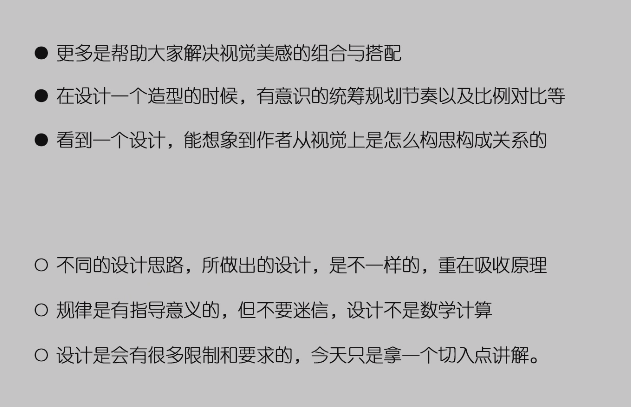 ● 更多是帮助大家解决视觉美感的组合与搭配
● 在设计一个造型的时候，有意识的统筹规划节奏以及比例对比等
● 看到一个设计，能想象到作者从视觉上是怎么构思构成关系的
○ 不同的设计思路，所做出的设计，是不一样的，重在吸收原理
○ 规律是有指导意义的，但不要迷信，设计不是数学计算
○ 设计是会有很多限制和要求的，今天只是拿一个切入点讲解。